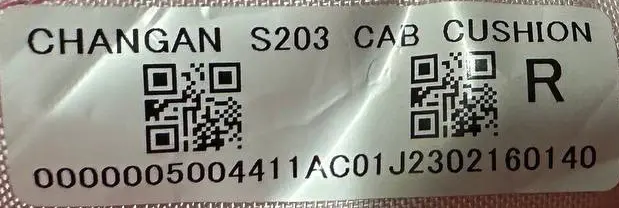 CHANGAN S203 CAB CUSHION
R
0000005004411AC01J2302160140